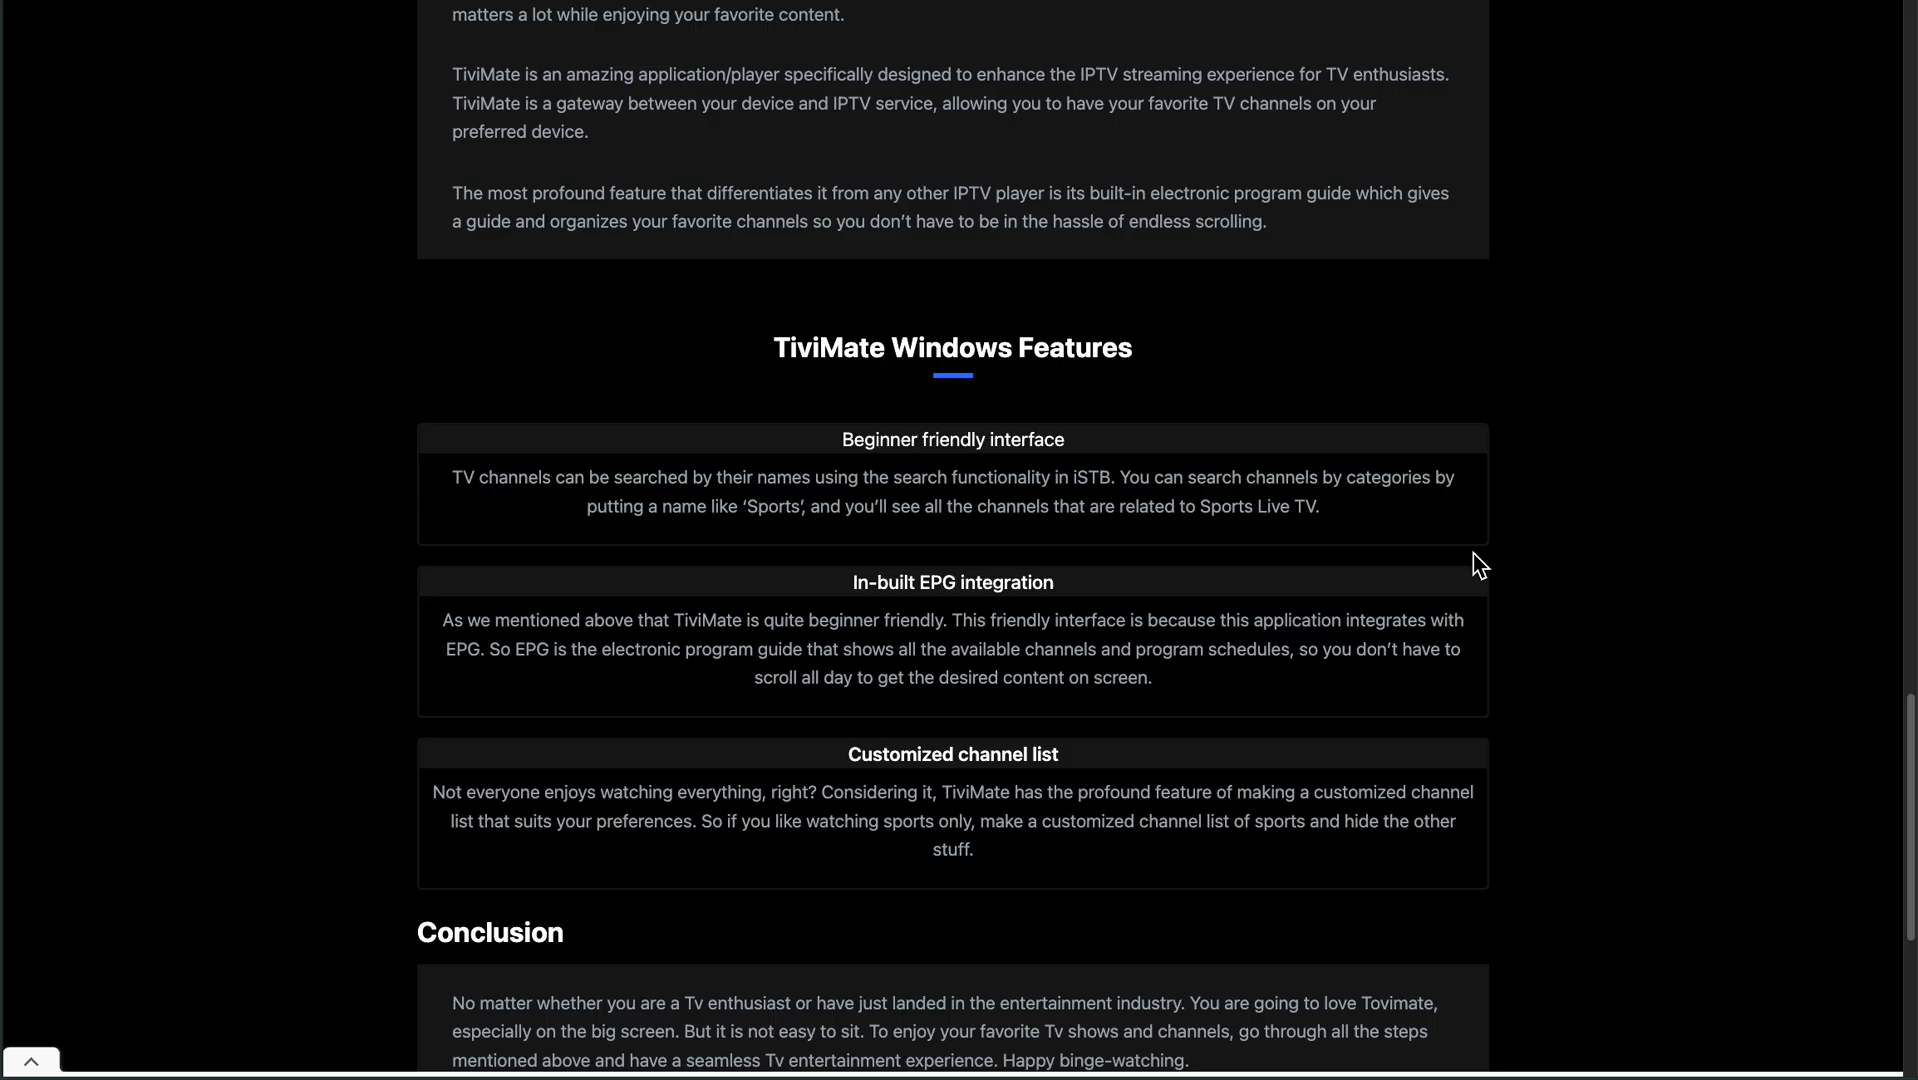 matters a lot while enjoying your favorite content.
TiviMate is an amazing application/player specifically designed to enhance the IPTV streaming experience for TV enthusiasts.
TiviMate is a gateway between your device and IPTV service, allowing you to have your favorite TV channels on your
preferred device.
The most profound feature that differentiates it from any other IPTV player is its built-in electronic program guide which gives
a guide and organizes your favorite channels so you don’t have to be in the hassle of endless scrolling.
TiviMate Windows Features
Beginner friendly interface
TV channels can be searched by their names using the search functionality in iSTB. You can search channels by categories by
putting a name like ‘Sports’, and you’ll see all the channels that are related to Sports Live TV.
In-built EPG integration
As we mentioned above that TiviMate is quite beginner friendly. This friendly interface is because this application integrates with
EPG. So EPG is the electronic program guide that shows all the available channels and program schedules, so you don’t have to
scroll all day to get the desired content on screen.
Customized channel list
Not everyone enjoys watching everything, right? Considering it, TiviMate has the profound feature of making a customized channel
list that suits your preferences. So if you like watching sports only, make a customized channel list of sports and hide the other
stuff.
Conclusion
No matter whether you are a Tv enthusiast or have just landed in the entertainment industry. You are going to love Tovimate,
especially on the big screen. But it is not easy to sit. To enjoy your favorite Tv shows and channels, go through all the steps
mentioned above and have a seamless Tv entertainment experience. Happy binge-watching.